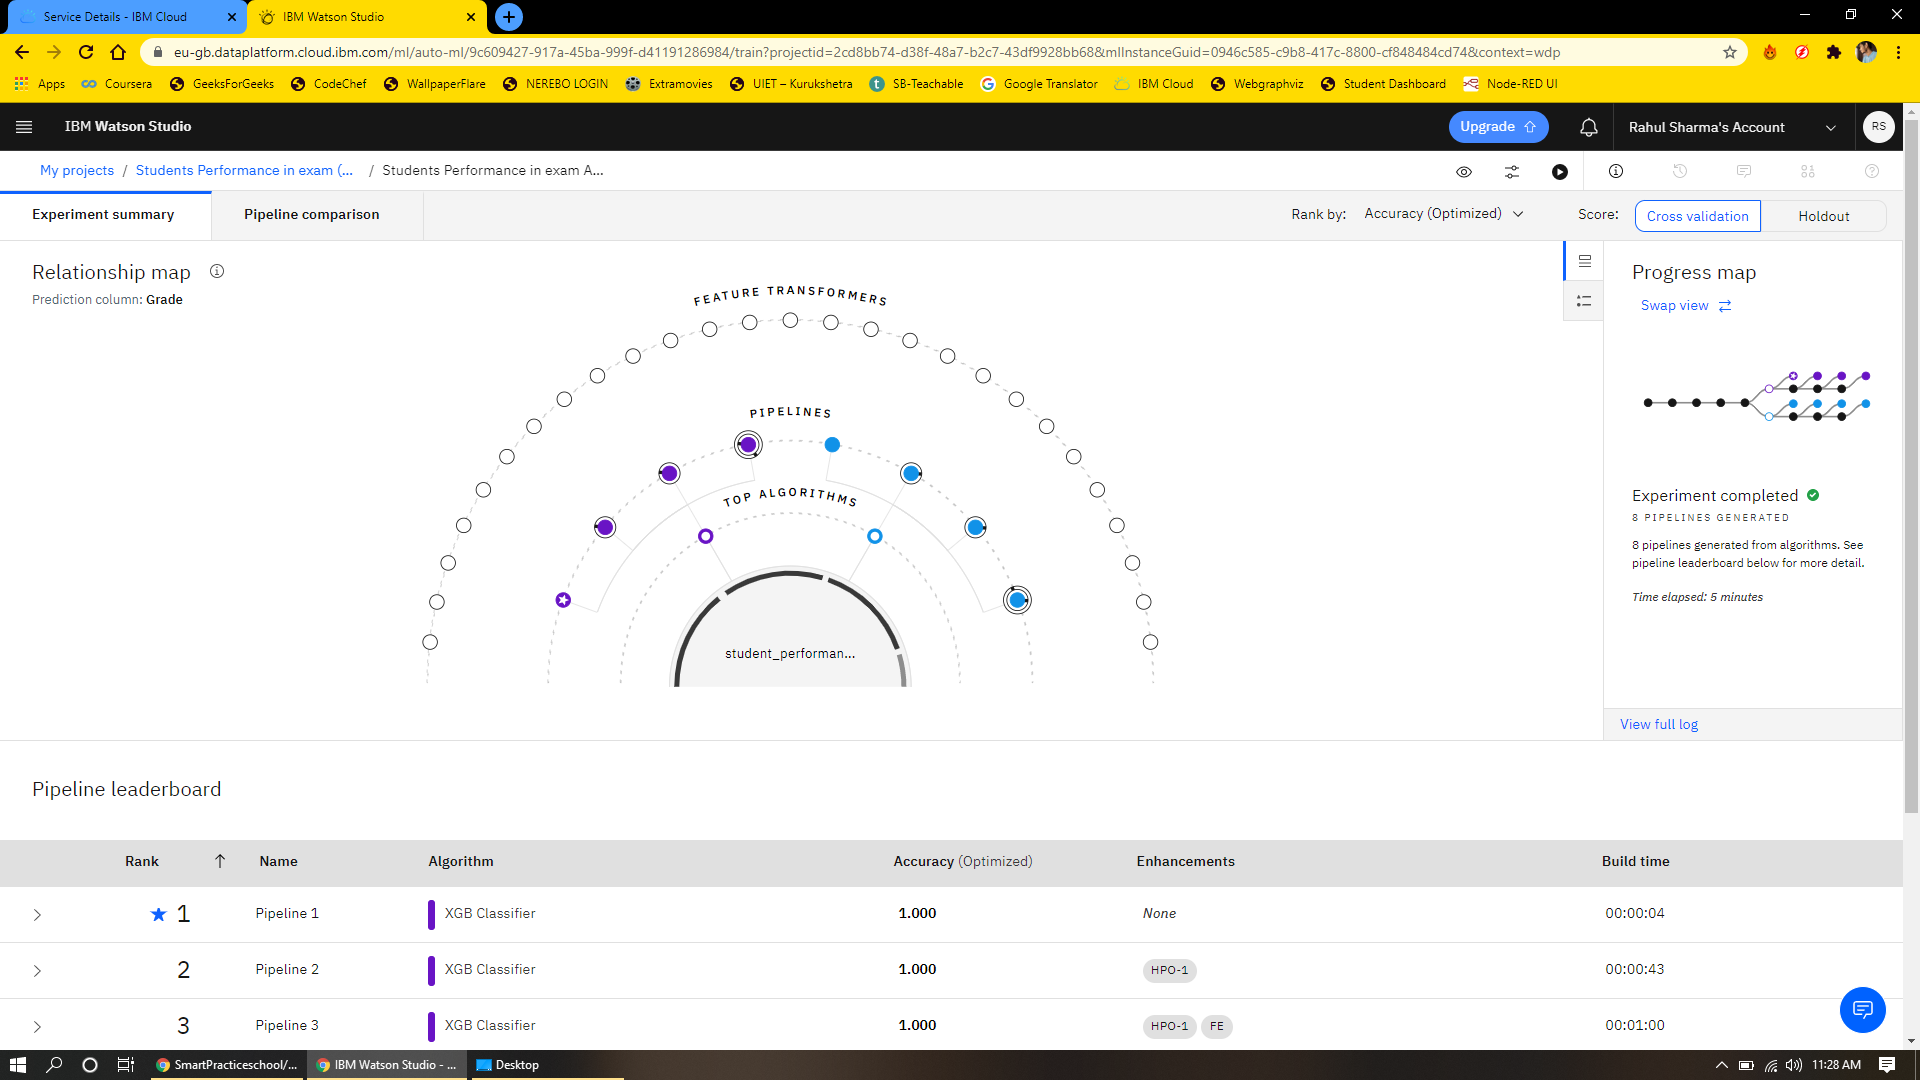 Service Details - IBM Cloud
IBM Watson Studio
eu-gb.dataplatform.cloud.ibm.com/ml/auto-ml/9c609427-917a-45ba-999f-d41191286984/train?projectid=2cd8bb74-d38f-48a7-b2c7-43df9928bb68&mlInstanceGuid=0946c585-c9b8-417c-8800-cf848484cd74&context=wdp
Apps Coursera GeeksForGeeks CodeChef WallpaperFlare NEREBO LOGIN Extramovies UIET – Kurukshetra SB-Teachable Google Translator IBM Cloud Webgraphviz Student Dashboard Node-RED UI
IBM Watson Studio
Upgrade
Rahul Sharma's Account
RS
My projects / Students Performance in exam (... / Students Performance in exam A...
Experiment summary
Pipeline comparison
Rank by: Accuracy (Optimized)
Score: Cross validation Holdout
Relationship map
Prediction column: Grade
FEATURE TRANSFORMERS
PIPELINES
TOP ALGORITHMS
student_performan...
Progress map
Swap view
Experiment completed
8 PIPELINES GENERATED
8 pipelines generated from algorithms. See
pipeline leaderboard below for more detail.
Time elapsed: 5 minutes
View full log
Pipeline leaderboard
Rank Name Algorithm Accuracy (Optimized) Enhancements Build time
1 Pipeline 1 XGB Classifier 1.000 None 00:00:04
2 Pipeline 2 XGB Classifier 1.000 HPO-1 00:00:43
3 Pipeline 3 XGB Classifier 1.000 HPO-1 FE 00:01:00
SmartPracticeschool/...
IBM Watson Studio - ...
Desktop
11:28 AM